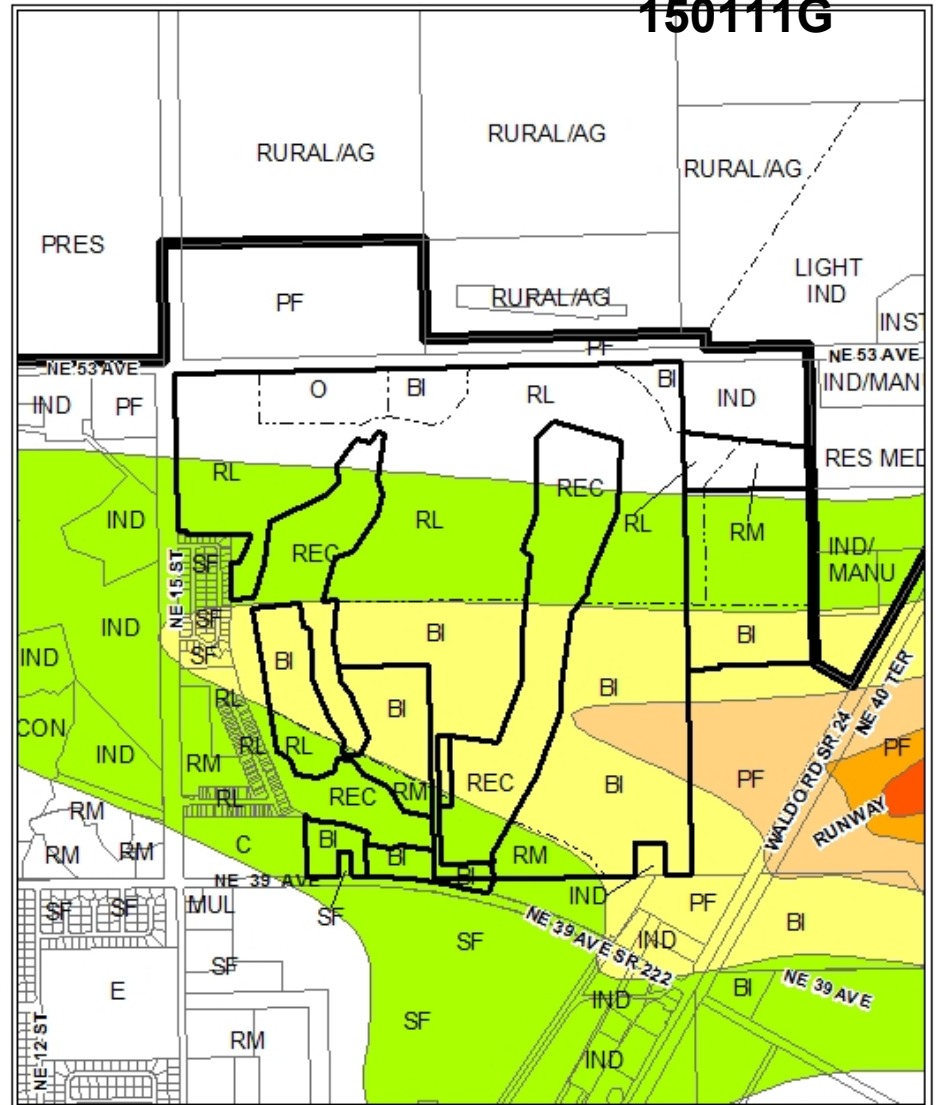 150111G
RURAL/AG
RURAL/AG
RURAL/AG
PRES
LIGHT
IND
PF
RURAL/AG
INST
PF
NE 53 AVE
NE 53 AVE
IND
PF
O
BI
RL
BI
IND
IND/MAN
RL
REC
RES MED
IND
RL
RL
RM
REC
IND/
MANU
SF
NE 15 ST
IND
SF
BI
BI
IND
SF
BI
BI
RL
BI
NE 40 TER
CON
IND
RL
RL
PF
RM
REC
RM
REC
BI
PF
WALDO RD SR 24
RL
RM
C
BI
RUNWAY
RM
RM
BI
RM
BI
NE 39 AVE
IND
SF
SF
MUL
SF
PF
SF
NE 39 AVE SR 222
IND
BI
SF
E
BI
NE 39 AVE
IND
SF
RM
NE 12 ST
IND